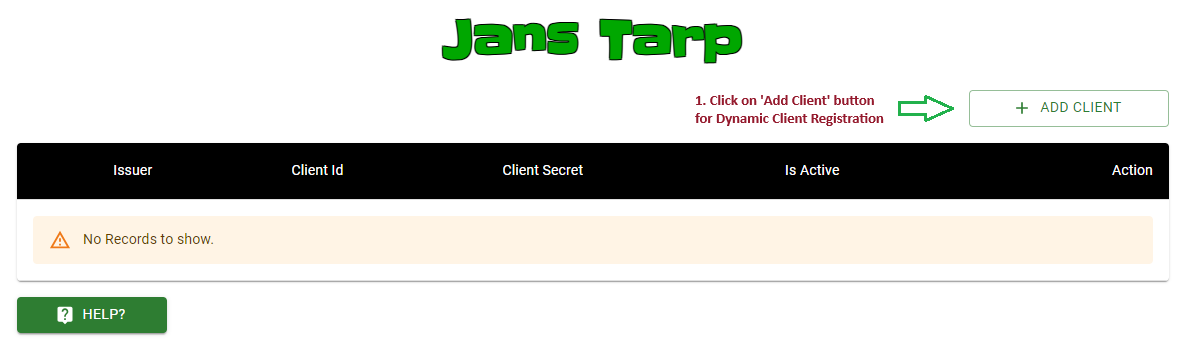 Jans Tarp
1. Click on 'Add Client' button
for Dynamic Client Registration
+ ADD CLIENT
Issuer Client Id Client Secret Is Active Action
No Records to show.
HELP?